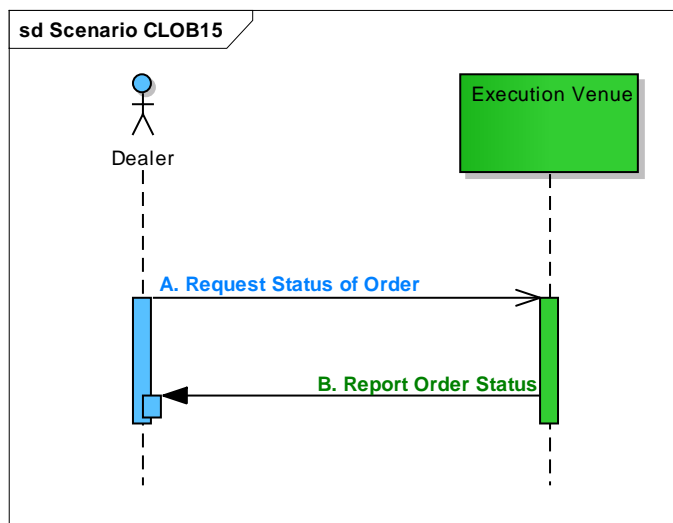 sd Scenario CLOB15
Execution Venue
Dealer
A. Request Status of Order
B. Report Order Status